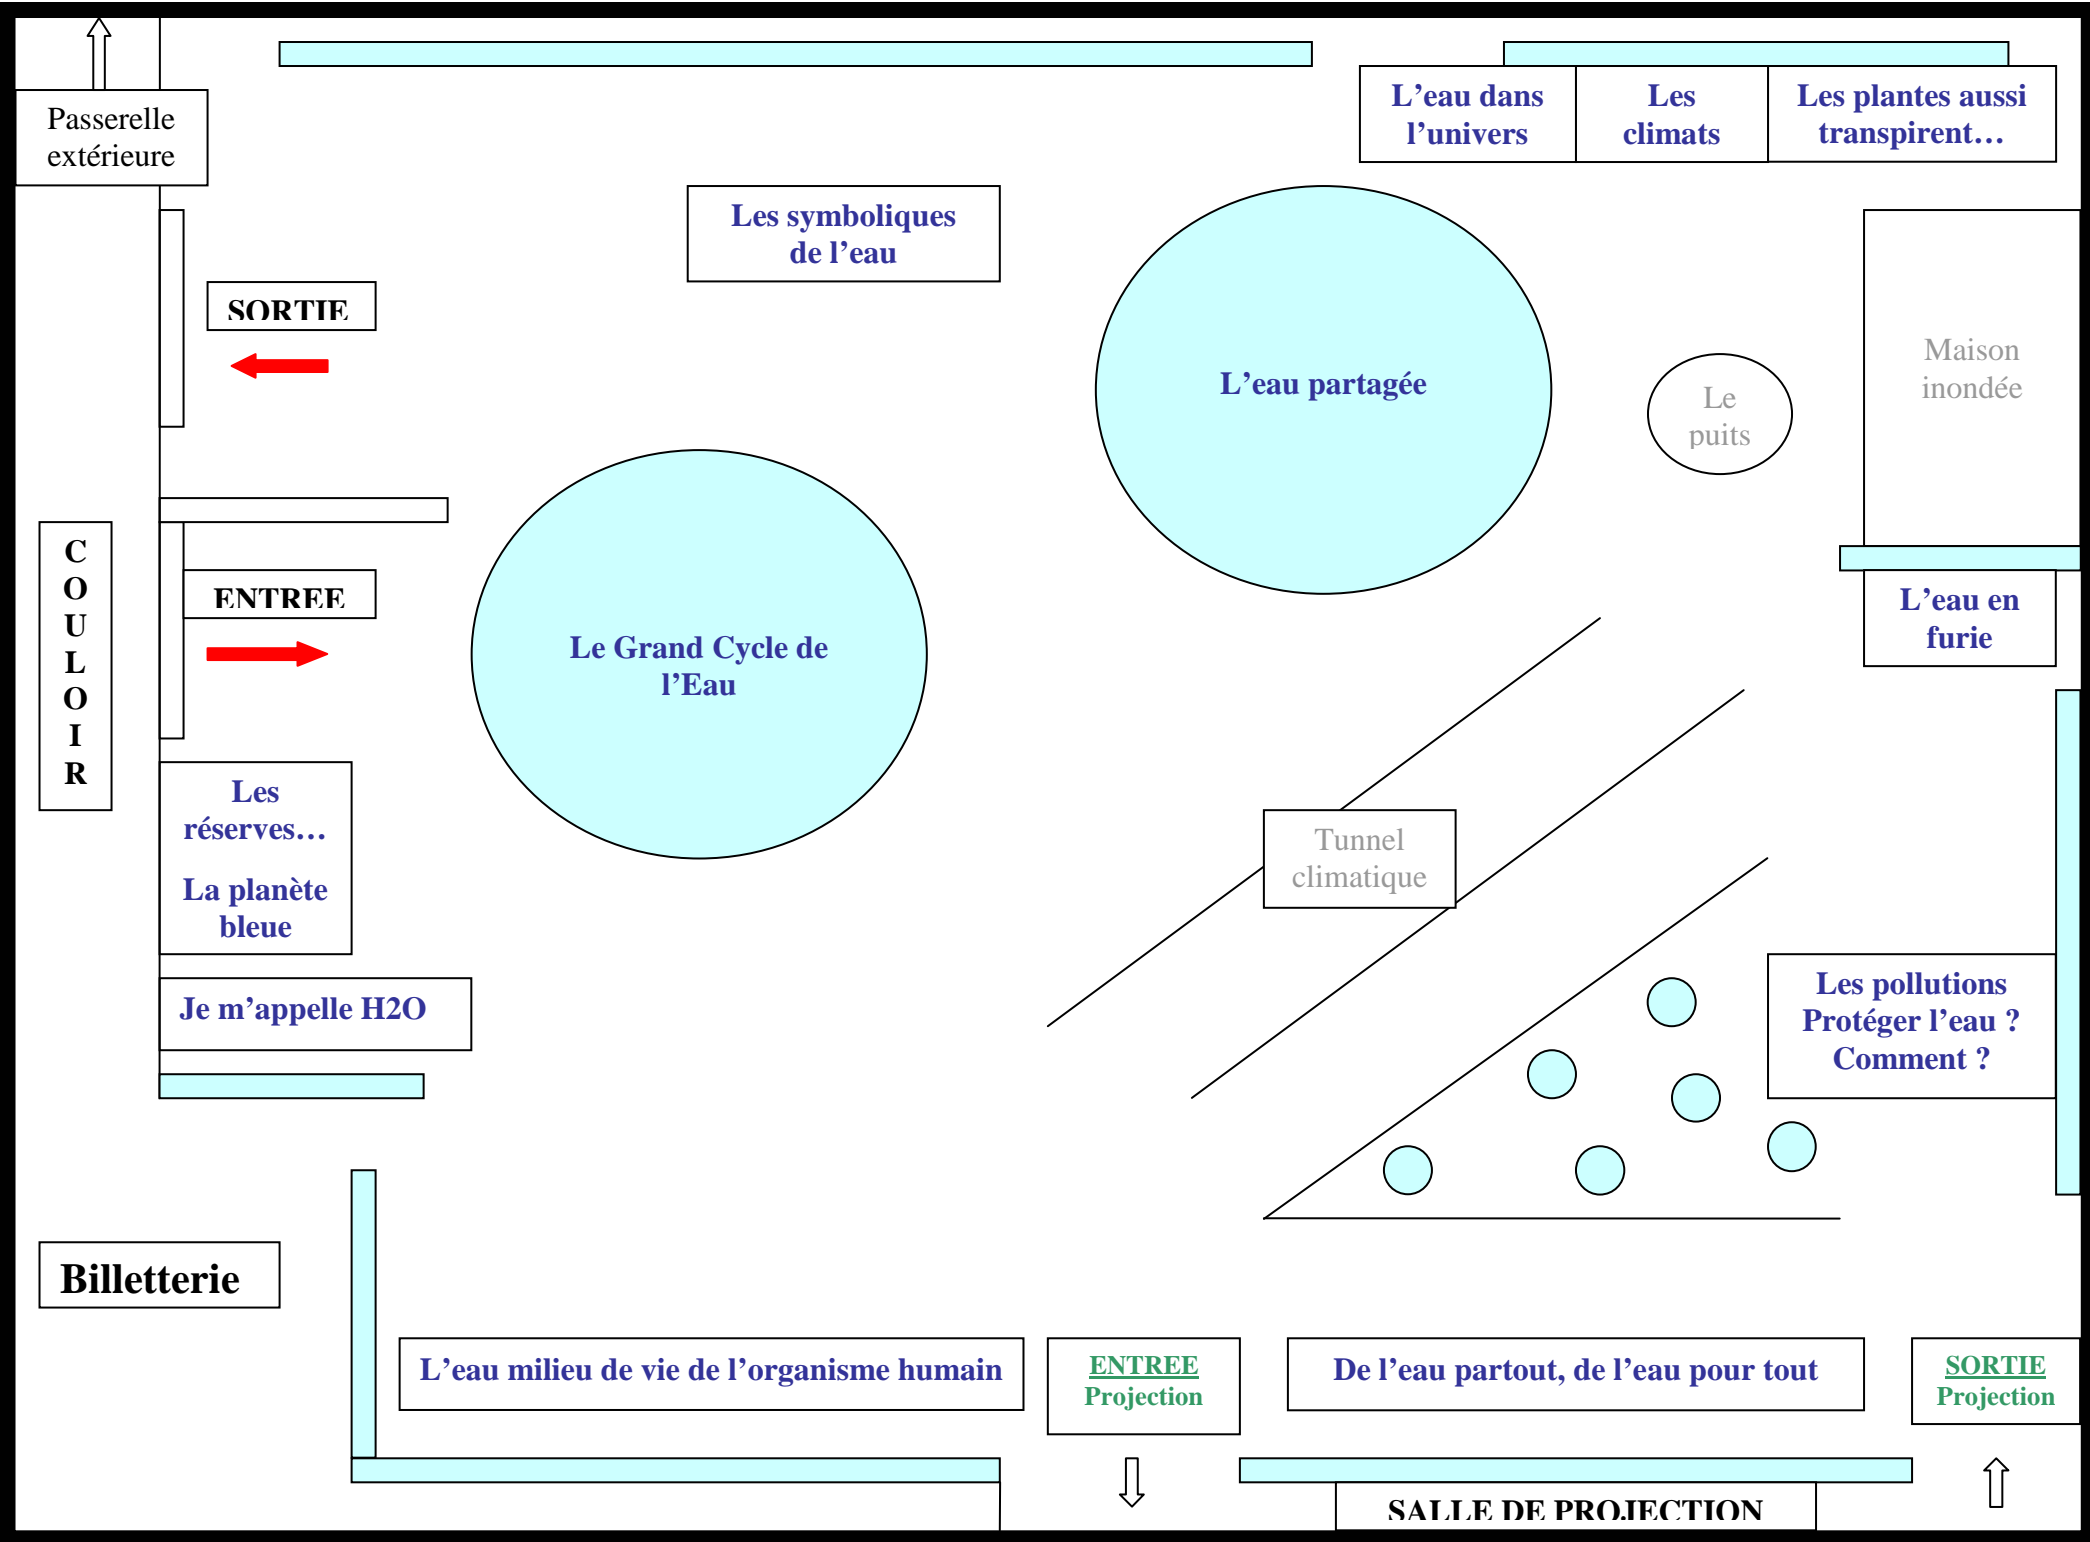 Passerelle
extérieure
L’eau dans
l’univers
Les
climats
Les plantes aussi
transpirent…
Les symboliques
de l’eau
SORTIE
L’eau partagée
Maison
inondée
Le
puits
C
O
U
L
O
I
R
ENTREE
Le Grand Cycle de
l’Eau
L’eau en
furie
Les
réserves…
La planète
bleue
Tunnel
climatique
Je m’appelle H2O
Les pollutions
Protéger l’eau ?
Comment ?
Billetterie
L’eau milieu de vie de l’organisme humain
ENTREE
Projection
De l’eau partout, de l’eau pour tout
SORTIE
Projection
SALLE DE PROJECTION